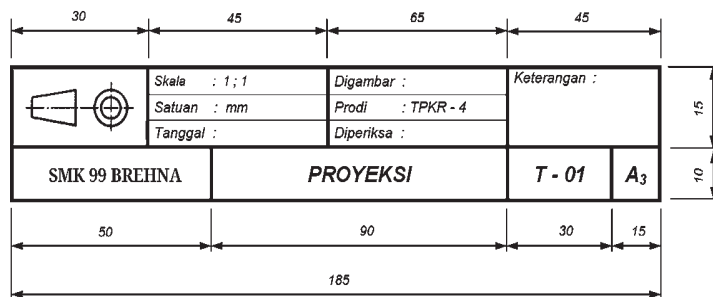 30 45 65 45
Skala : 1 ; 1 Digambar : Keterangan :
Satuan : mm Prodi : TPKR - 4
Tanggal : Diperiksa :
15
SMK 99 BREHNA PROYEKSI T - 01 A3
10
50 90 30 15
185